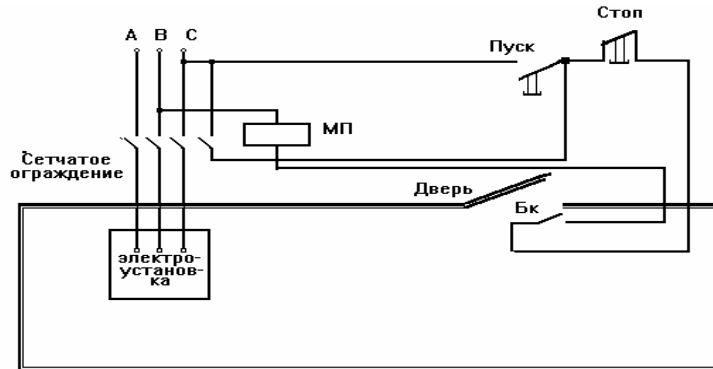 Стоп
А В С
Пуск
МП
Сетчатое
ограждение
Дверь
Бк
электро-
установ-
ка